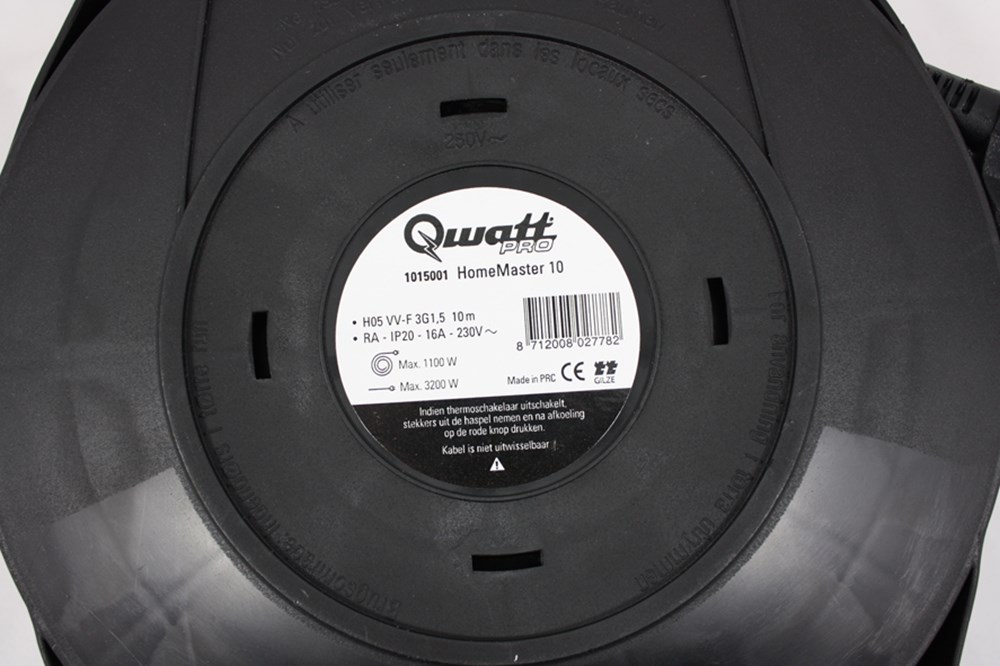 A utiliser seulement dans les locaux secs
250V~
Qwatt
PRO
1015001 HomeMaster 10
• H05 VV-F 3G1,5 10m
• RA - IP20 - 16A - 230V~
Max. 1100 W
Max. 3200 W
8 712008 027782
Made in PRC CE
GILZE
Indien thermoschakelaar uitschakelt,
stekkers uit de haspel nemen en na afkoeling
op de rode knop drukken.
Kabel is niet uitwisselbaar